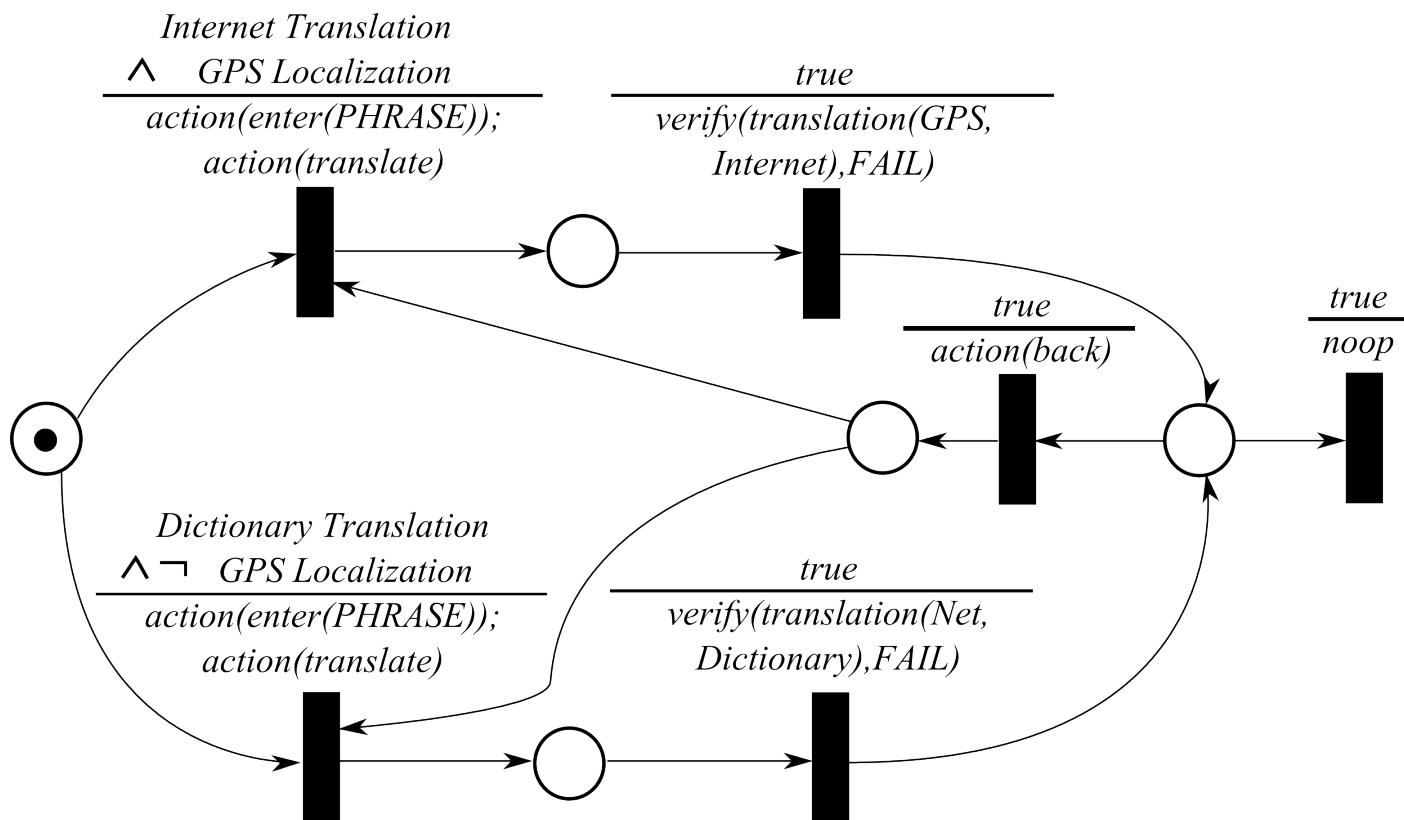 Internet Translation
∧ GPS Localization
action(enter(PHRASE));
action(translate)
true
verify(translation(GPS,
Internet),FAIL)
true
action(back)
true
noop
Dictionary Translation
∧ ¬ GPS Localization
action(enter(PHRASE));
action(translate)
true
verify(translation(Net,
Dictionary),FAIL)